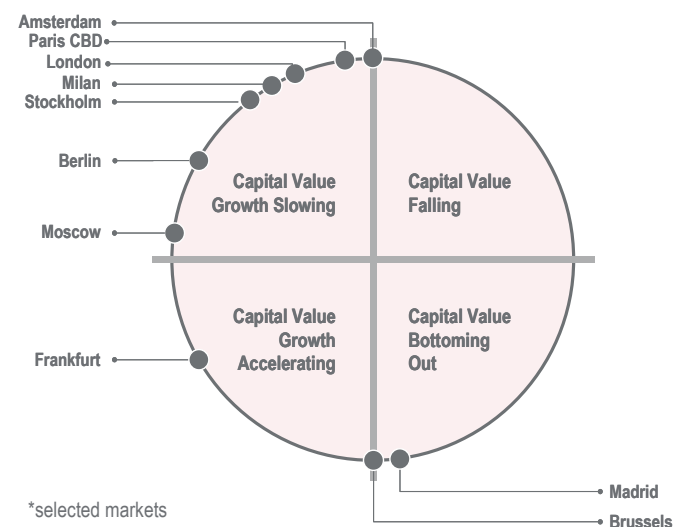 Amsterdam
Paris CBD
London
Milan
Stockholm
Berlin
Moscow
Frankfurt
Capital Value
Growth Slowing
Capital Value
Falling
Capital Value
Growth
Accelerating
Capital Value
Bottoming
Out
Madrid
Brussels
*selected markets